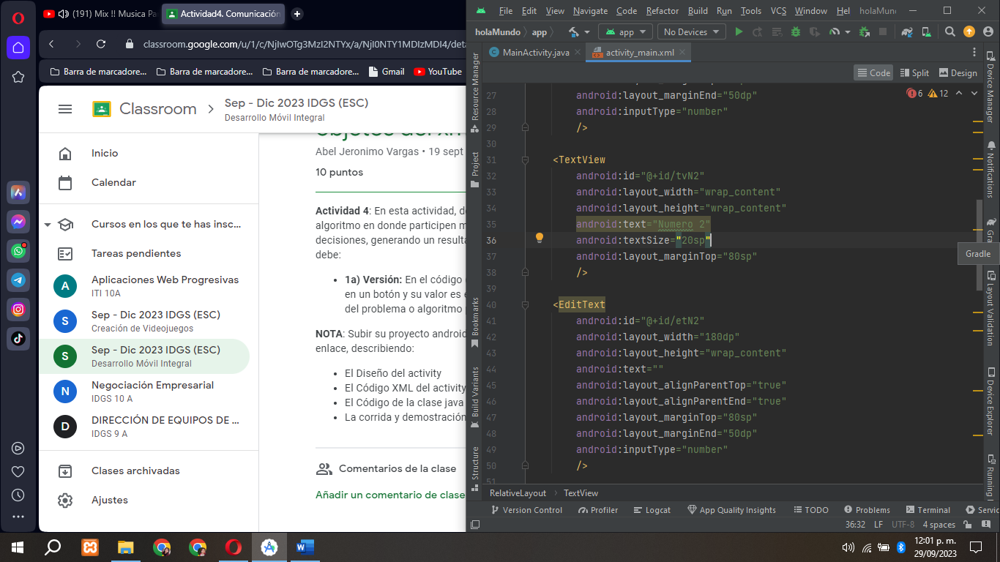 (191) Mix !! Musica Pa
Actividad4. Comunicación
classroom.google.com/u/1/c/NjIwOTg3MzI2NTYx/a/NjI0NTY1MDIzMDI4/deta
Barra de marcadore...
Barra de marcadore...
Barra de marcadore...
Gmail
YouTube
Classroom
Sep - Dic 2023 IDGS (ESC)
Desarrollo Móvil Integral
Inicio
Calendar
Cursos en los que te has insc...
Tareas pendientes
A
Aplicaciones Web Progresivas
ITI 10A
S
Sep - Dic 2023 IDGS (ESC)
Creación de Videojuegos
S
Sep - Dic 2023 IDGS (ESC)
Desarrollo Móvil Integral
N
Negociación Empresarial
IDGS 10 A
D
DIRECCIÓN DE EQUIPOS DE ...
IDGS 9 A
Clases archivadas
Ajustes
Abel Jeronimo Vargas • 19 sept
10 puntos
Actividad 4: En esta actividad, d
algoritmo en donde participen m
decisiones, generando un resulta
debe:
• 1a) Versión: En el código
en un botón y su valor es e
del problema o algoritmo
NOTA: Subir su proyecto android
enlace, describiendo:
• El Diseño del activity
• El Código XML del activity
• El Código de la clase java
• La corrida y demostración
Comentarios de la clase
Añadir un comentario de clase
File Edit View Navigate Code Refactor Build Run Tools VCS Window Hel holaMund
holaMundo app
app
No Devices
MainActivity.java
activity_main.xml
Code
Split
Design
6 12
27 android:layout_marginEnd="50dp"
28 android:inputType="number"
29 />
30
31 <TextView
32 android:id="@+id/tvN2"
33 android:layout_width="wrap_content"
34 android:layout_height="wrap_content"
35 android:text="Numero 2"
36 android:textSize="20sp"
37 android:layout_marginTop="80sp"
38 />
39
40 <EditText
41 android:id="@+id/etN2"
42 android:layout_width="180dp"
43 android:layout_height="wrap_content"
44 android:text=""
45 android:layout_alignParentTop="true"
46 android:layout_alignParentEnd="true"
47 android:layout_marginTop="80sp"
48 android:layout_marginEnd="50dp"
49 android:inputType="number"
50 />
51
Resource Manager
Project
Bookmarks
Build Variants
Structure
Device Manager
Notifications
Gra
Gradle
Layout Validation
Device Explorer
Running
RelativeLayout
TextView
Version Control
Profiler
Logcat
App Quality Insights
TODO
Problems
Terminal
Servic
36:32 LF UTF-8 4 spaces
12:01 p. m.
29/09/2023